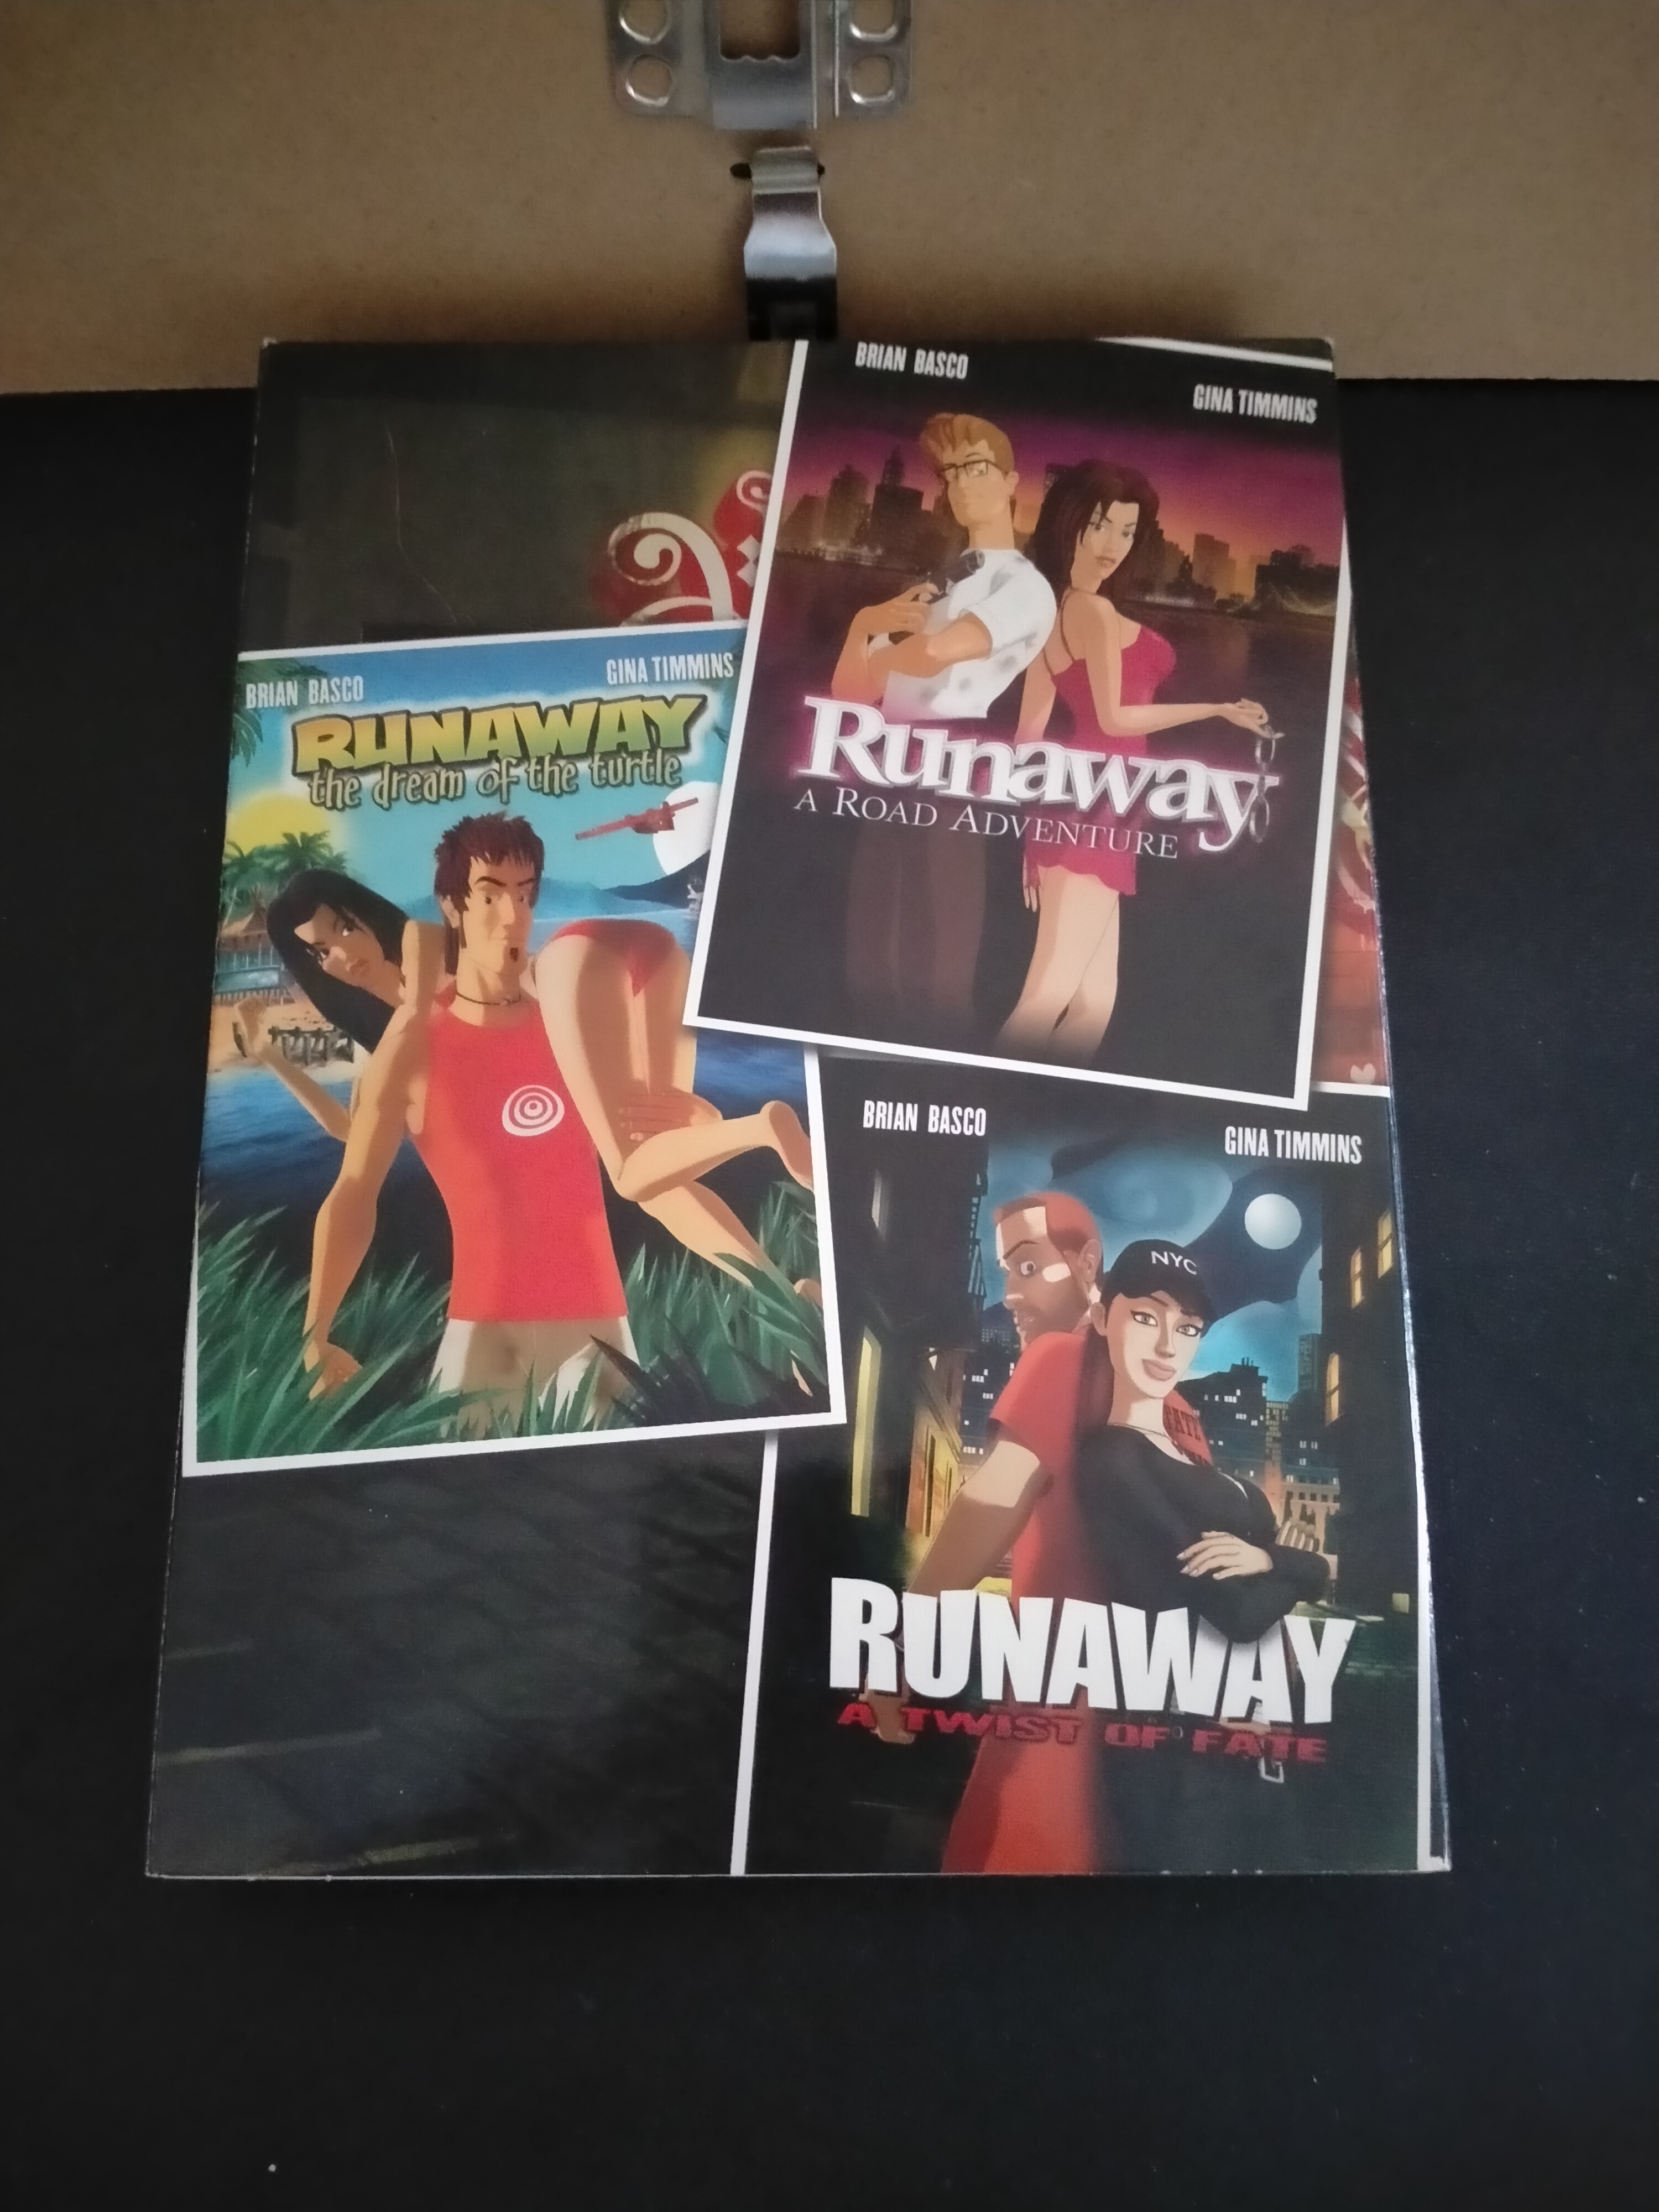 BRIAN BASCO
GINA TIMMINS
Runaway
A ROAD ADVENTURE
BRIAN BASCO
GINA TIMMINS
RUNAWAY
the dream of the turtle
BRIAN BASCO
GINA TIMMINS
NYC
RUNAWAY
A TWIST OF FATE